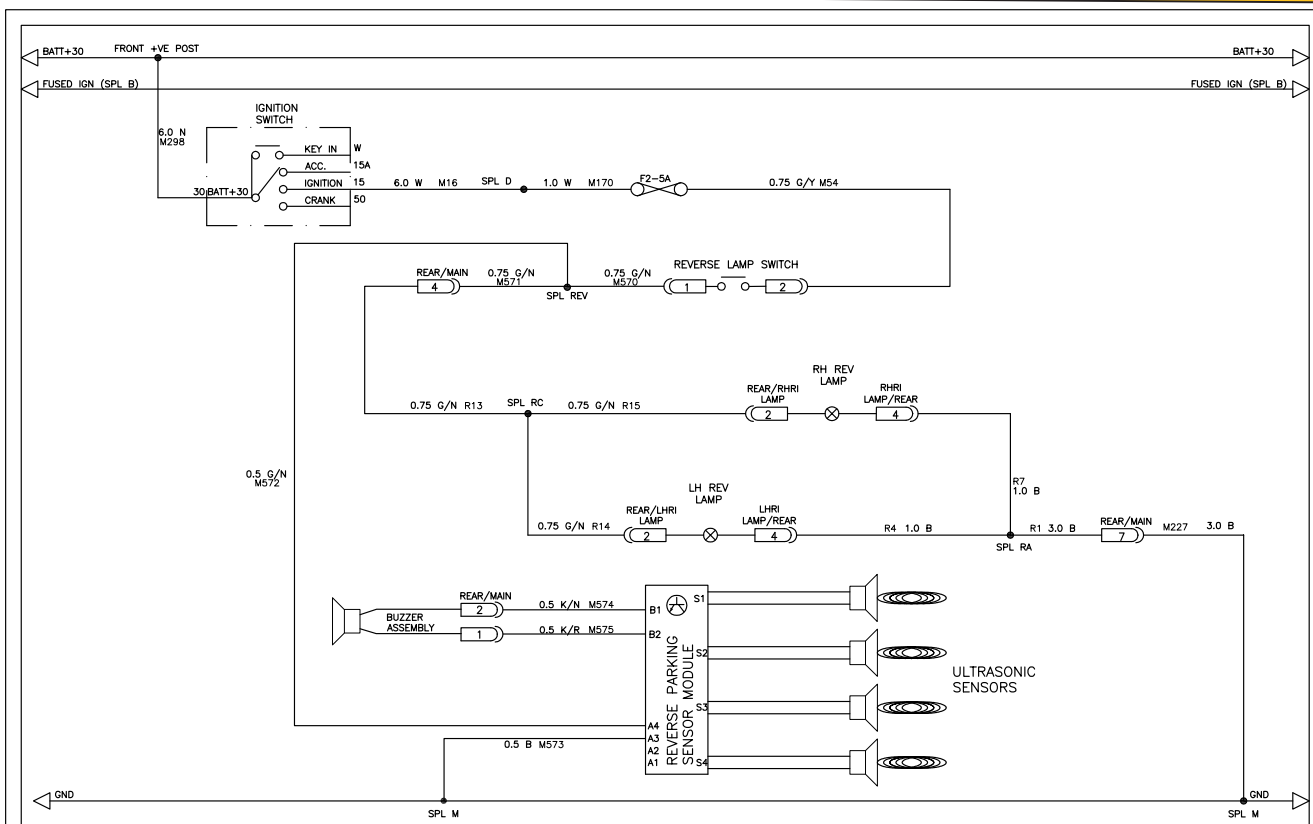 BATT+30
FRONT +VE POST
BATT+30
FUSED IGN (SPL B)
FUSED IGN (SPL B)
IGNITION
SWITCH
6.0 N
M298
KEY IN
W
ACC.
15A
30
BATT+30
IGNITION
15
CRANK
50
6.0 W M16
SPL D
1.0 W M170
F2-5A
0.75 G/Y M54
REAR/MAIN
4
0.75 G/N
M571
SPL REV
0.75 G/N
M570
REVERSE LAMP SWITCH
1
2
RH REV
LAMP
0.75 G/N R13
SPL RC
0.75 G/N R15
REAR/RHRI
LAMP
2
RHRI
LAMP/REAR
4
0.5 G/N
M572
R7
1.0 B
LH REV
LAMP
0.75 G/N R14
REAR/LHRI
LAMP
2
LHRI
LAMP/REAR
4
R4 1.0 B
SPL RA
R1 3.0 B
REAR/MAIN
7
M227 3.0 B
BUZZER
ASSEMBLY
REAR/MAIN
2
0.5 K/N M574
1
0.5 K/R M575
B1
B2
A4
A3
A2
A1
REVERSE PARKING
SENSOR MODULE
S1
S2
S3
S4
ULTRASONIC
SENSORS
0.5 B M573
GND
SPL M
GND
SPL M